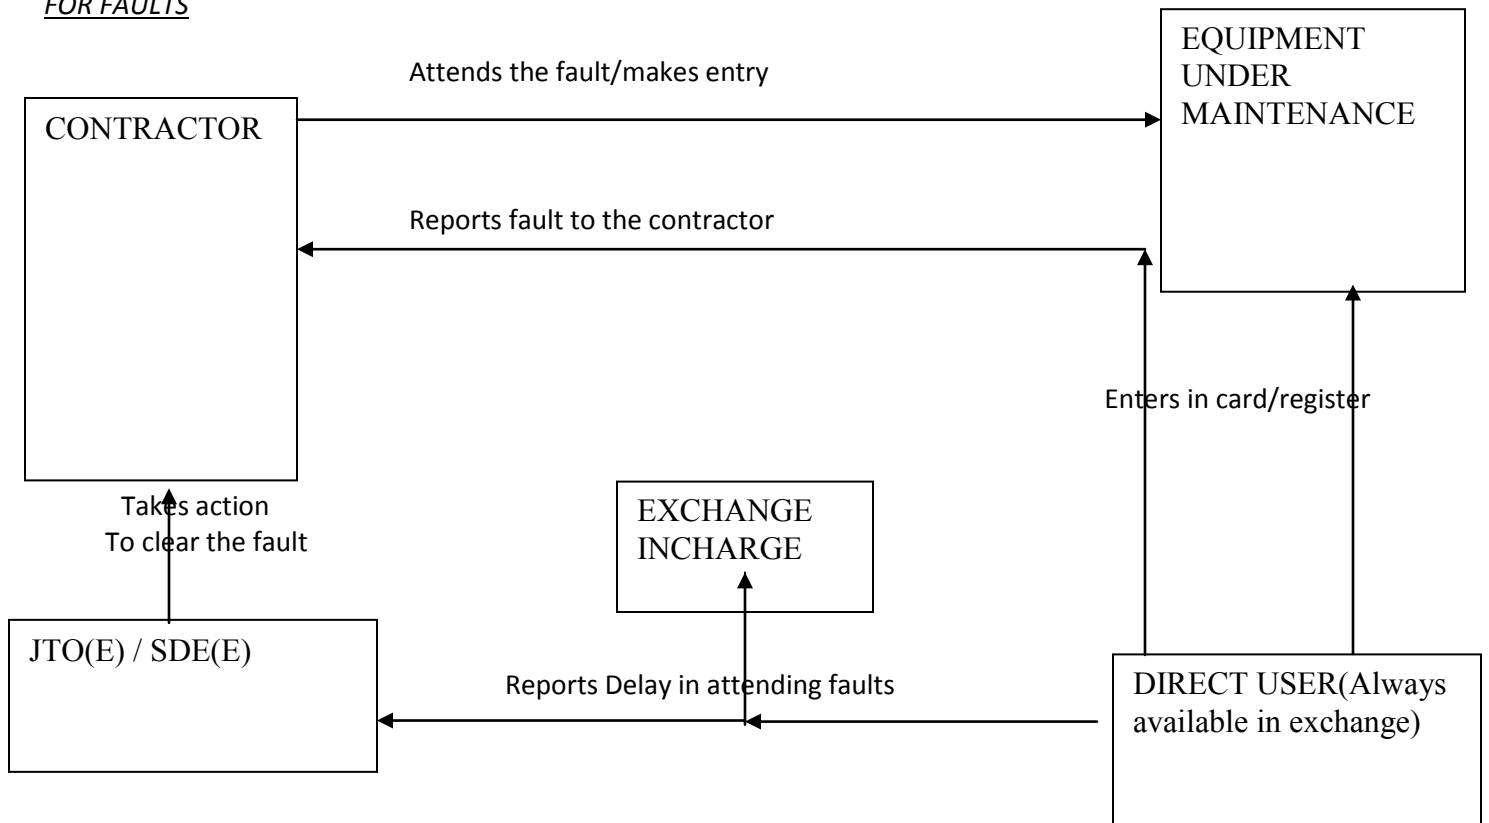 FOR FAULTS
EQUIPMENT
UNDER
MAINTENANCE
Attends the fault/makes entry
CONTRACTOR
Reports fault to the contractor
Enters in card/register
Takes action
To clear the fault
EXCHANGE
INCHARGE
JTO(E) / SDE(E)
Reports Delay in attending faults
DIRECT USER(Always
available in exchange)